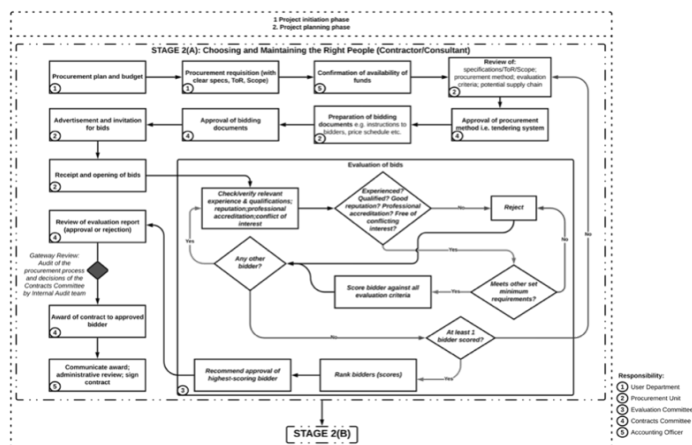 1 Project initiation phase
2. Project planning phase
STAGE 2(A): Choosing and Maintaining the Right People (Contractor/Consultant)
Procurement plan and budget
1
Procurement requisition (with
clear specs, ToR, Scope)
1
Confirmation of availability of
funds
5
Review of:
specifications/ToR/Scope;
procurement method; evaluation
criteria; potential supply chain
2
Advertisement and invitation
for bids
2
Approval of bidding
documents
4
Preparation of bidding
documents e.g. instructions to
bidders, price schedule etc.
2
Approval of procurement
method i.e. tendering system
4
Receipt and opening of bids
2
Evaluation of bids
Check/verify relevant
experience & qualifications;
reputation;professional
accreditation;conflict of
interest
Experienced?
Qualified? Good
reputation? Professional
accreditation? Free of
conflicting
interest?
No
Reject
No
No
Yes
Yes
Review of evaluation report
(approval or rejection)
4
Gateway Review:
Audit of the
procurement process
and decisions of the
Contracts Committee
by Internal Audit team
Any other
bidder?
Score bidder against all
evaluation criteria
Yes
Meets other set
minimum
requirements?
Award of contract to approved
bidder
4
No
At least 1
bidder scored?
Communicate award;
administrative review; sign
contract
5
Recommend approval of
highest-scoring bidder
Rank bidders (scores)
Yes
3
STAGE 2(B)
Responsibility:
1 User Department
2 Procurement Unit
3 Evaluation Committee
4 Contracts Committee
5 Accounting Officer